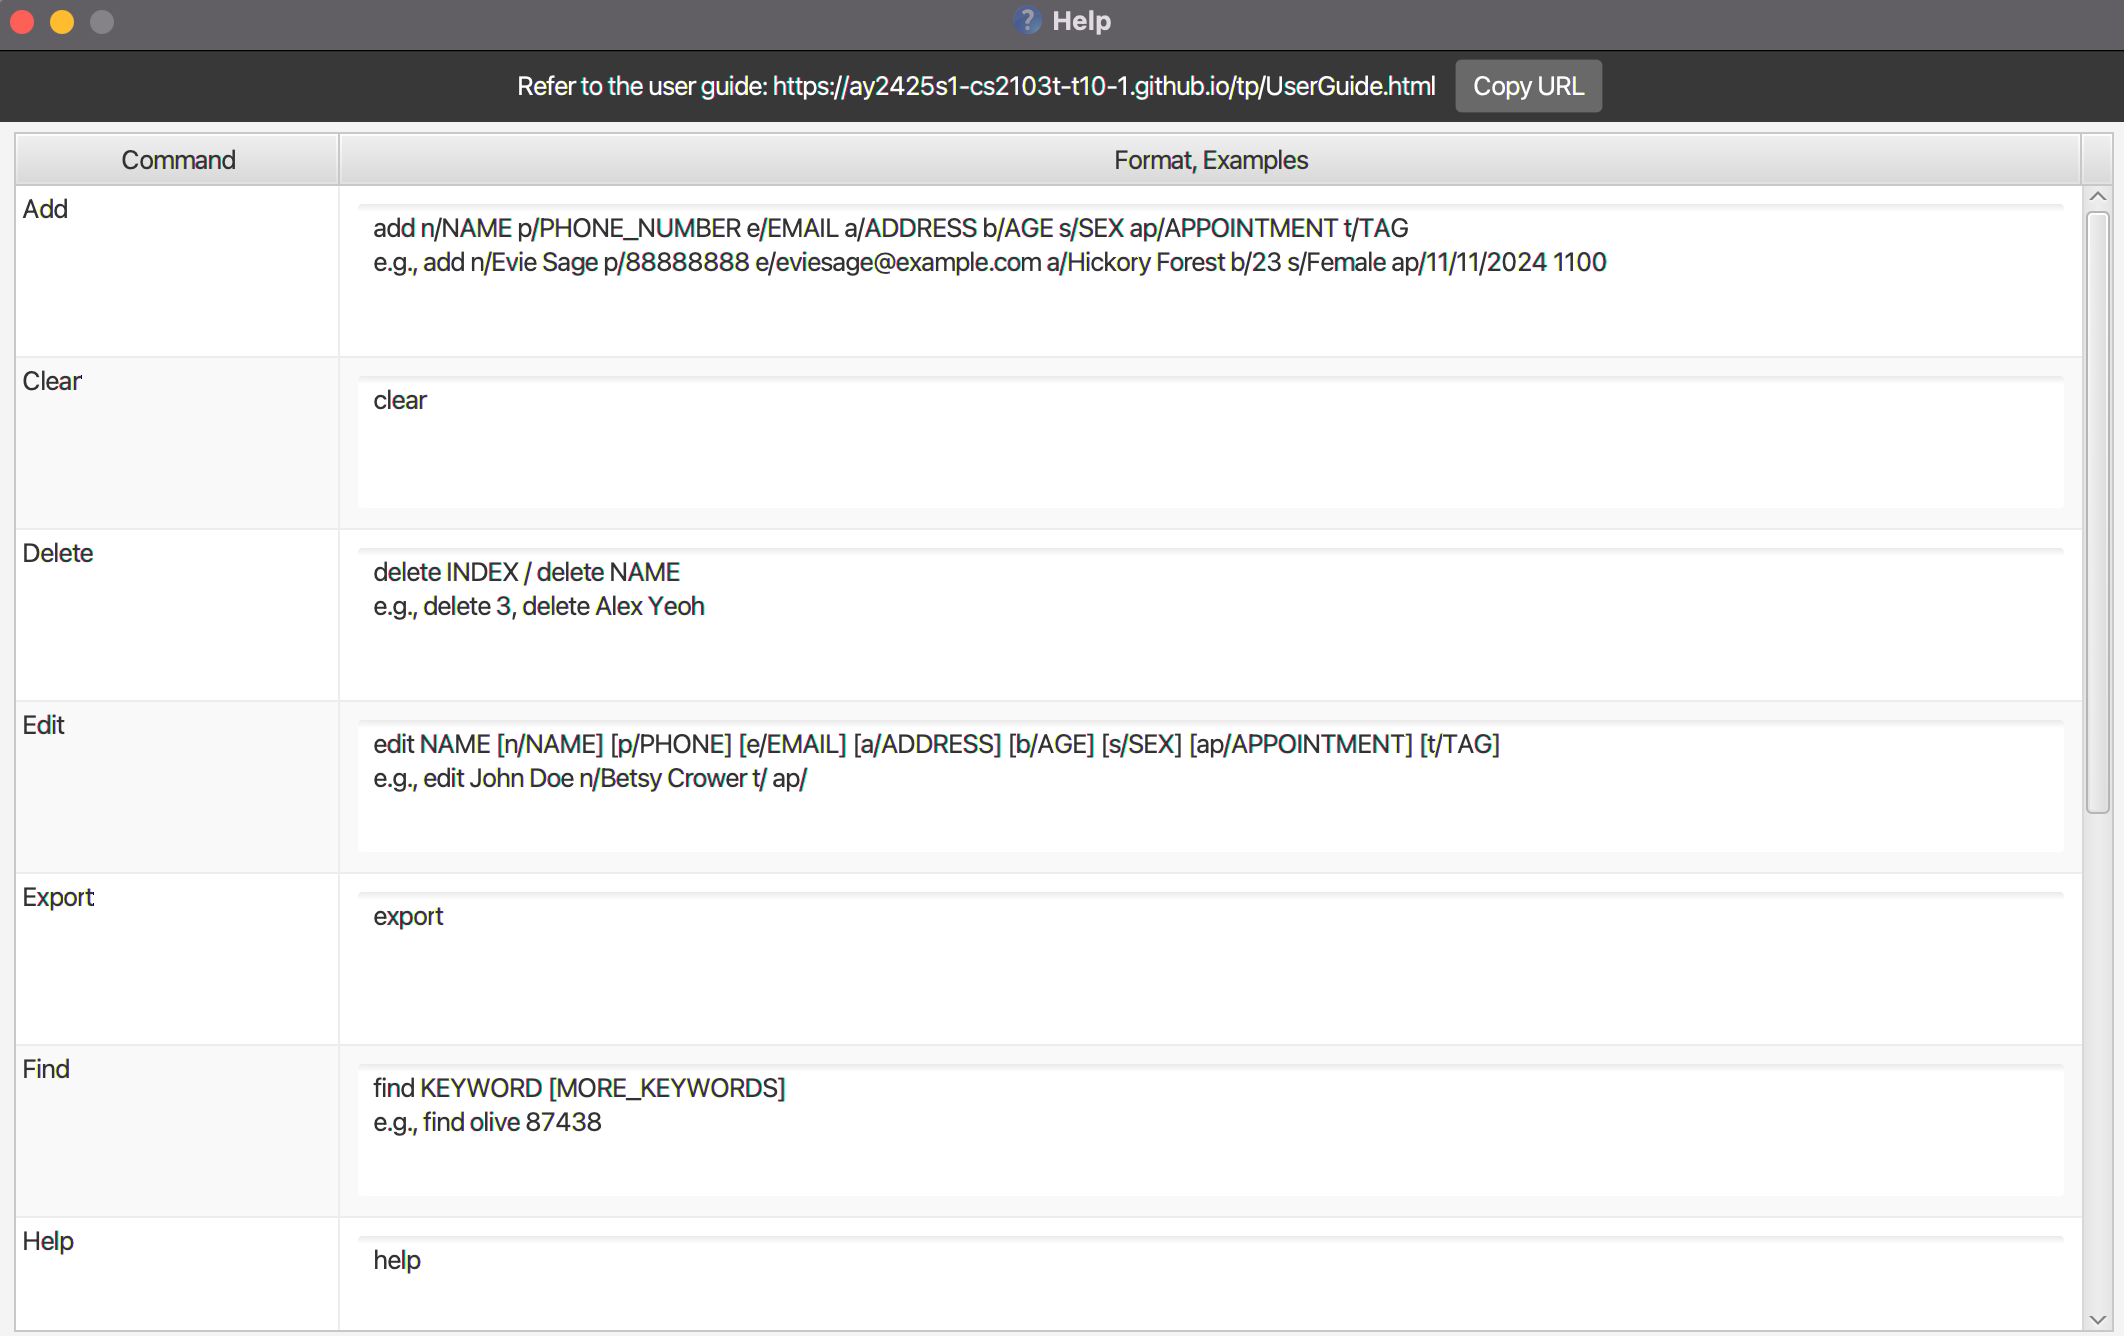 Help
Refer to the user guide: https://ay2425s1-cs2103t-t10-1.github.io/tp/UserGuide.html Copy URL
Command Format, Examples
Add
add n/NAME p/PHONE_NUMBER e/EMAIL a/ADDRESS b/AGE s/SEX ap/APPOINTMENT t/TAG
e.g., add n/Evie Sage p/88888888 e/eviesage@example.com a/Hickory Forest b/23 s/Female ap/11/11/2024 1100
Clear
clear
Delete
delete INDEX / delete NAME
e.g., delete 3, delete Alex Yeoh
Edit
edit NAME [n/NAME] [p/PHONE] [e/EMAIL] [a/ADDRESS] [b/AGE] [s/SEX] [ap/APPOINTMENT] [t/TAG]
e.g., edit John Doe n/Betsy Crower t/ ap/
Export
export
Find
find KEYWORD [MORE_KEYWORDS]
e.g., find olive 87438
Help
help